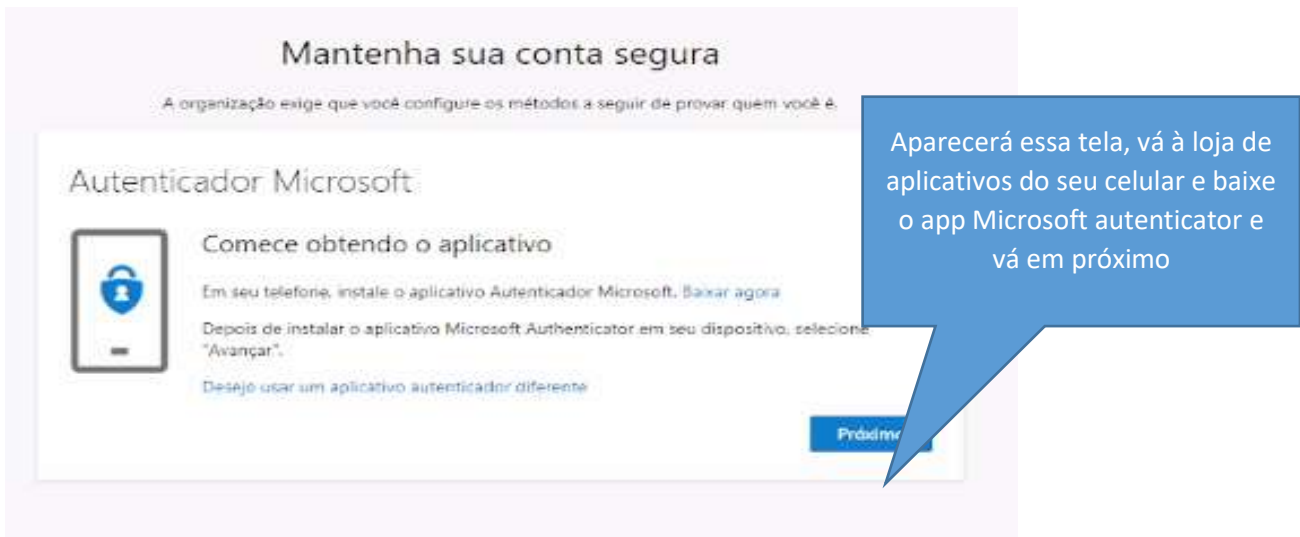 Mantenha sua conta segura
A organização exige que você configure os métodos a seguir de provar quem você é.
Aparecerá essa tela, vá à loja de
aplicativos do seu celular e baixe
o app Microsoft autenticator e
vá em próximo
Autenticador Microsoft
Comece obtendo o aplicativo
Em seu telefone, instale o aplicativo Autenticador Microsoft. Baixar agora
Depois de instalar o aplicativo Microsoft Authenticator em seu dispositivo, selecione
"Avançar".
Desejo usar um aplicativo autenticador diferente
Próximo